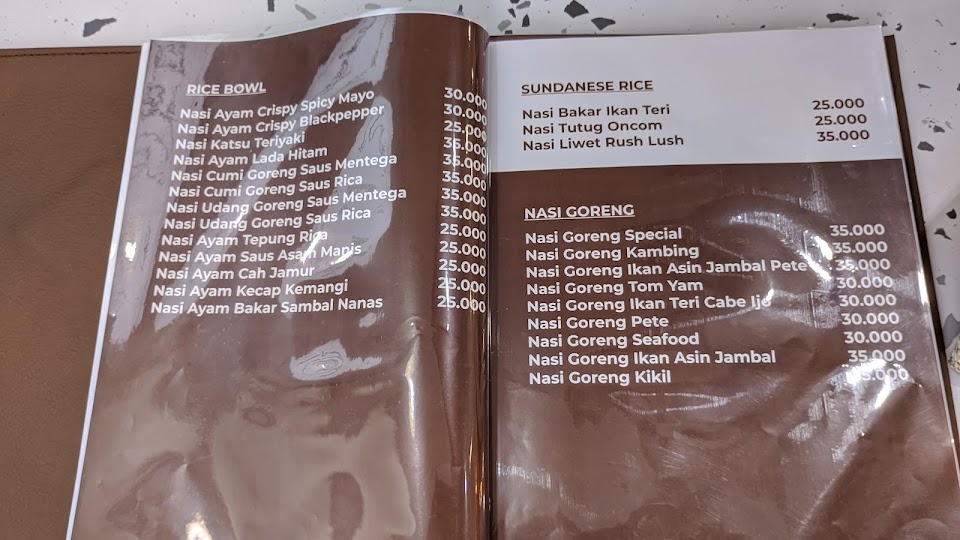 RICE BOWL
Nasi Ayam Crispy Spicy Mayo 30.000
Nasi Ayam Crispy Blackpepper 30.000
Nasi Katsu Teriyaki 25.000
Nasi Ayam Lada Hitam 35.000
Nasi Cumi Goreng Saus Mentega 35.000
Nasi Cumi Goreng Saus Rica 35.000
Nasi Udang Goreng Saus Mentega 35.000
Nasi Udang Goreng Saus Rica 35.000
Nasi Ayam Tepung Rica 25.000
Nasi Ayam Saus Asam Manis 25.000
Nasi Ayam Cah Jamur 25.000
Nasi Ayam Kecap Kemangi 25.000
Nasi Ayam Bakar Sambal Nanas 25.000
SUNDANESE RICE
Nasi Bakar Ikan Teri 25.000
Nasi Tutug Oncom 25.000
Nasi Liwet Rush Lush 35.000
NASI GORENG
Nasi Goreng Special 35.000
Nasi Goreng Kambing 35.000
Nasi Goreng Ikan Asin Jambal Pete 35.000
Nasi Goreng Tom Yam 30.000
Nasi Goreng Ikan Teri Cabe Ijo 30.000
Nasi Goreng Pete 30.000
Nasi Goreng Seafood 30.000
Nasi Goreng Ikan Asin Jambal 35.000
Nasi Goreng Kikil